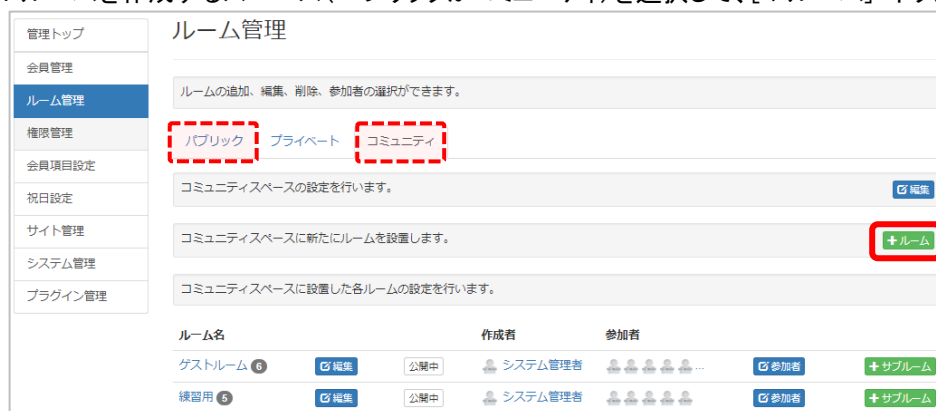 管理トップ
会員管理
ルーム管理
権限管理
会員項目設定
祝日設定
サイト管理
システム管理
プラグイン管理
ルーム管理
ルームの追加、編集、削除、参加者の選択ができます。
パブリック プライベート コミュニティ
コミュニティスペースの設定を行います。 編集
コミュニティスペースに新たにルームを設置します。 +ルーム
コミュニティスペースに設置した各ルームの設定を行います。
ルーム名 作成者 参加者
ゲストルーム 6 編集 公開中 システム管理者 ... 参加者 +サブルーム
練習用 5 編集 公開中 システム管理者 参加者 +サブルーム